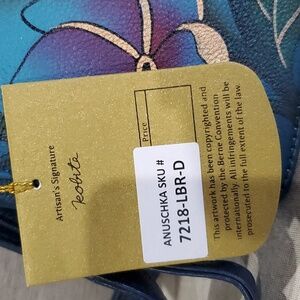 Artisan's Signature
Kobite
Price
ANUSCHKA SKU #
7218-LBR-D
This artwork has been copyrighted and
protected by the Berne Convention
internationally. All infringements will be
prosecuted to the full extent of the law.